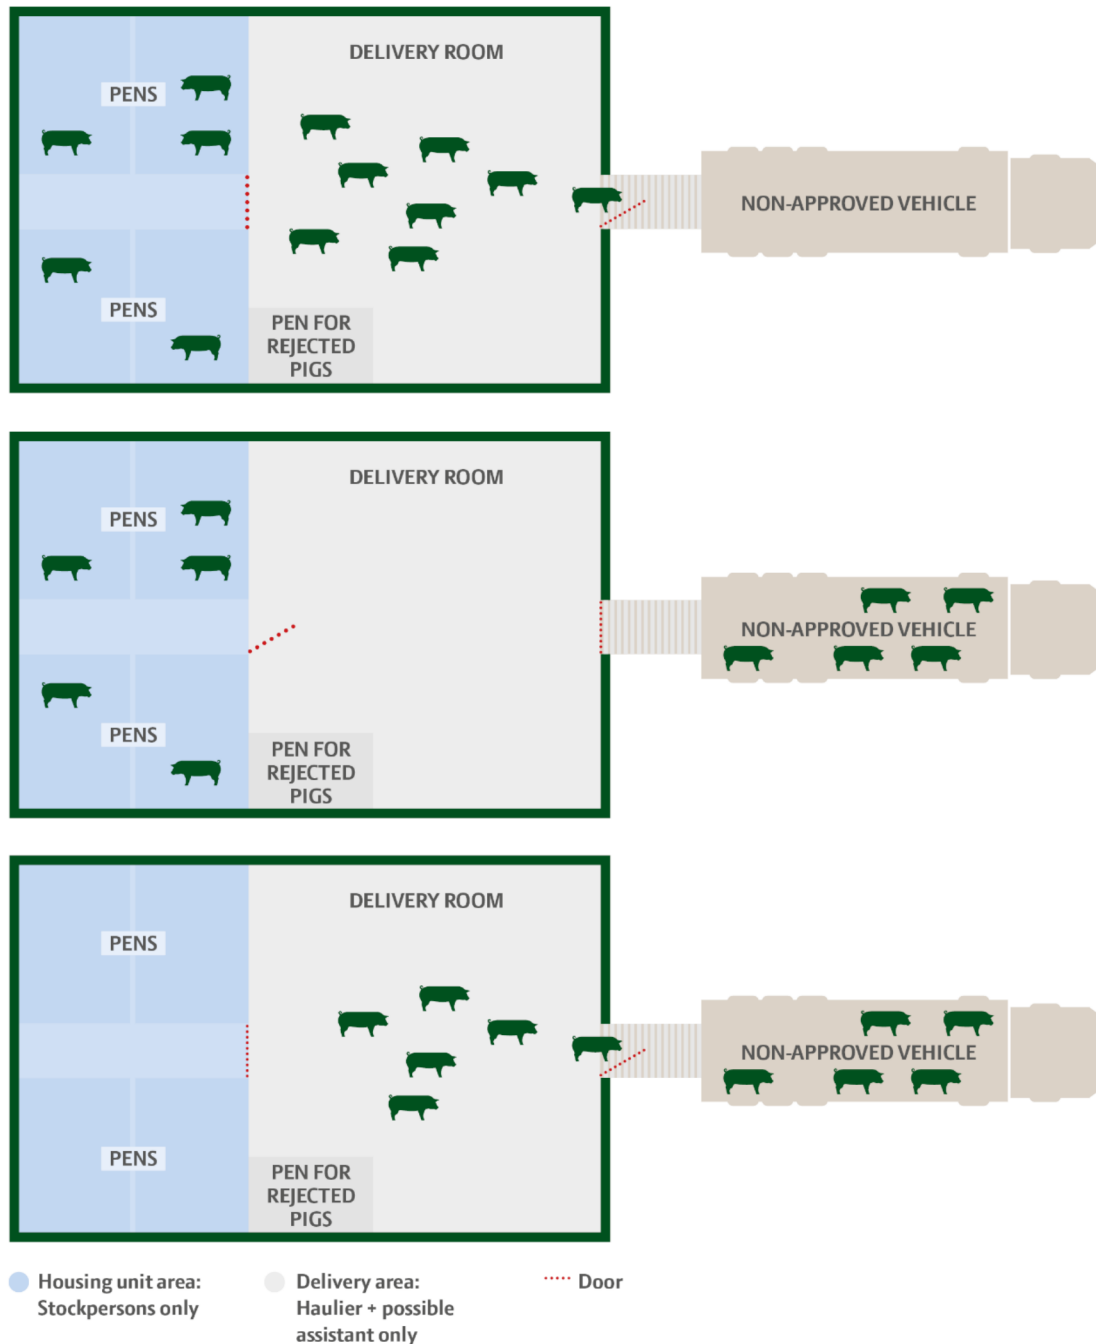 DELIVERY ROOM
PENS
NON-APPROVED VEHICLE
PENS
PEN FOR
REJECTED
PIGS
DELIVERY ROOM
PENS
NON-APPROVED VEHICLE
PENS
PEN FOR
REJECTED
PIGS
DELIVERY ROOM
PENS
NON-APPROVED VEHICLE
PENS
PEN FOR
REJECTED
PIGS
Housing unit area:
Stockpersons only
Delivery area:
Haulier + possible
assistant only
Door